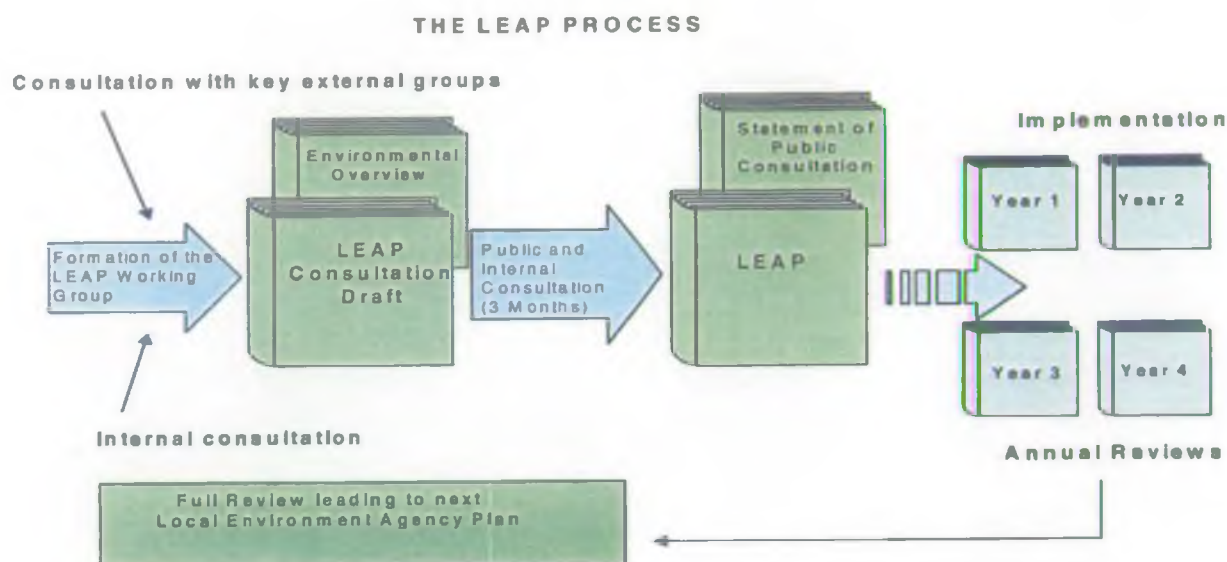 THE LEAP PROCESS
Consultation with key external groups
Environmental
Overview
Statement of
Public
Consultation
Implementation
Year 1
Year 2
Formation of the
LEAP Working
Group
LEAP
Consultation
Draft
Public and
Internal
Consultation
(3 Months)
LEAP
Year 3
Year 4
Internal consultation
Annual Reviews
Full Review leading to next
Local Environment Agency Plan